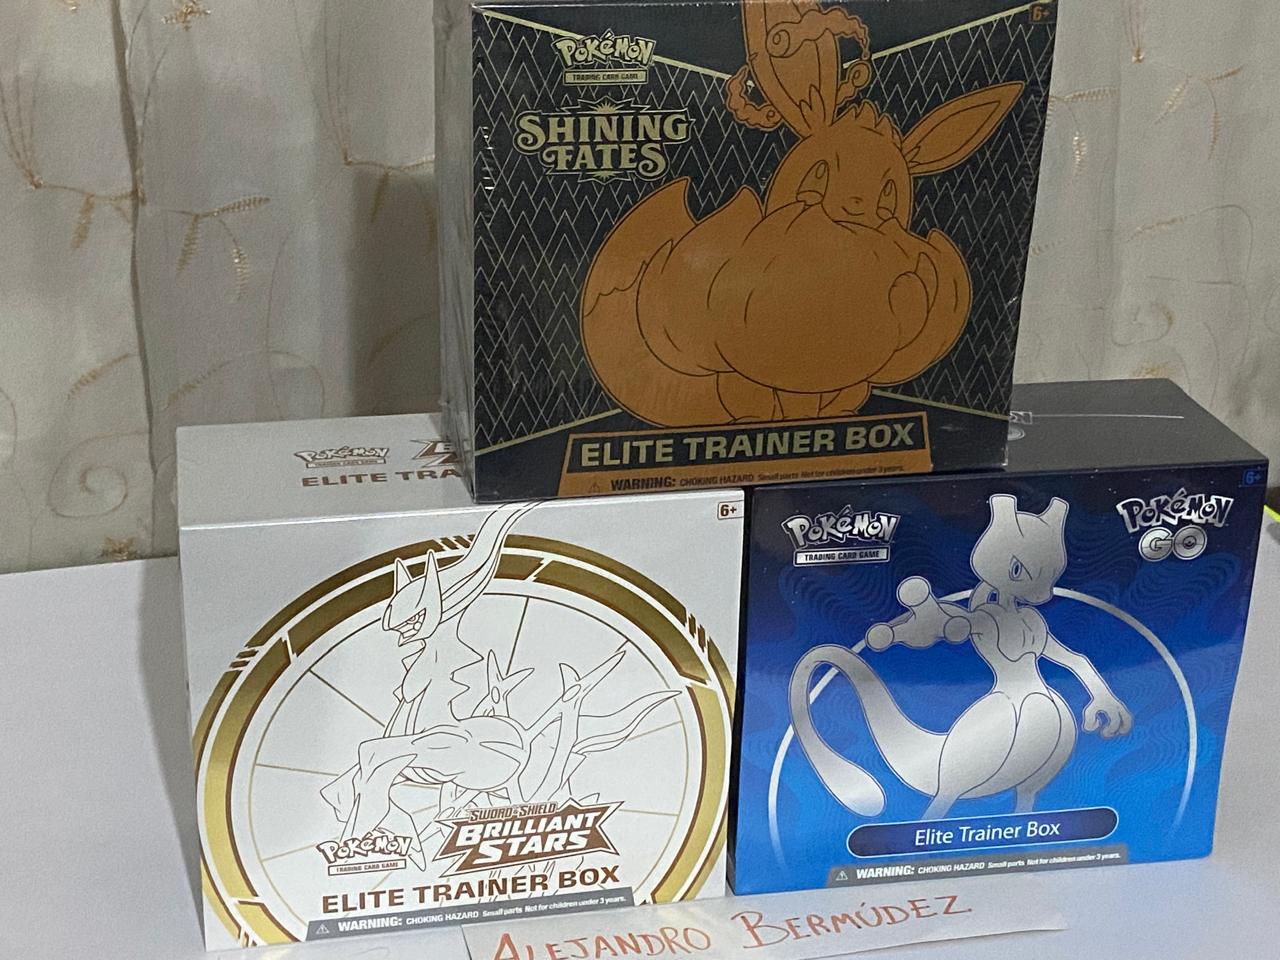 6+
POKÉMON
TRADING CARD GAME
SHINING
FATES
ELITE TRAINER BOX
WARNING: CHOKING HAZARD Small parts Not for children under 3 years.
POKÉMON
TRADING CARD GAME
ELITE TRA
6+
SWORD & SHIELD
BRILLIANT
STARS
POKÉMON
TRADING CARD GAME
ELITE TRAINER BOX
WARNING: CHOKING HAZARD Small parts Not for children under 3 years.
6+
POKÉMON
TRADING CARD GAME
POKÉMON
GO
Elite Trainer Box
WARNING: CHOKING HAZARD Small parts Not for children under 3 years.
ALEJANDRO BERMÚDEZ